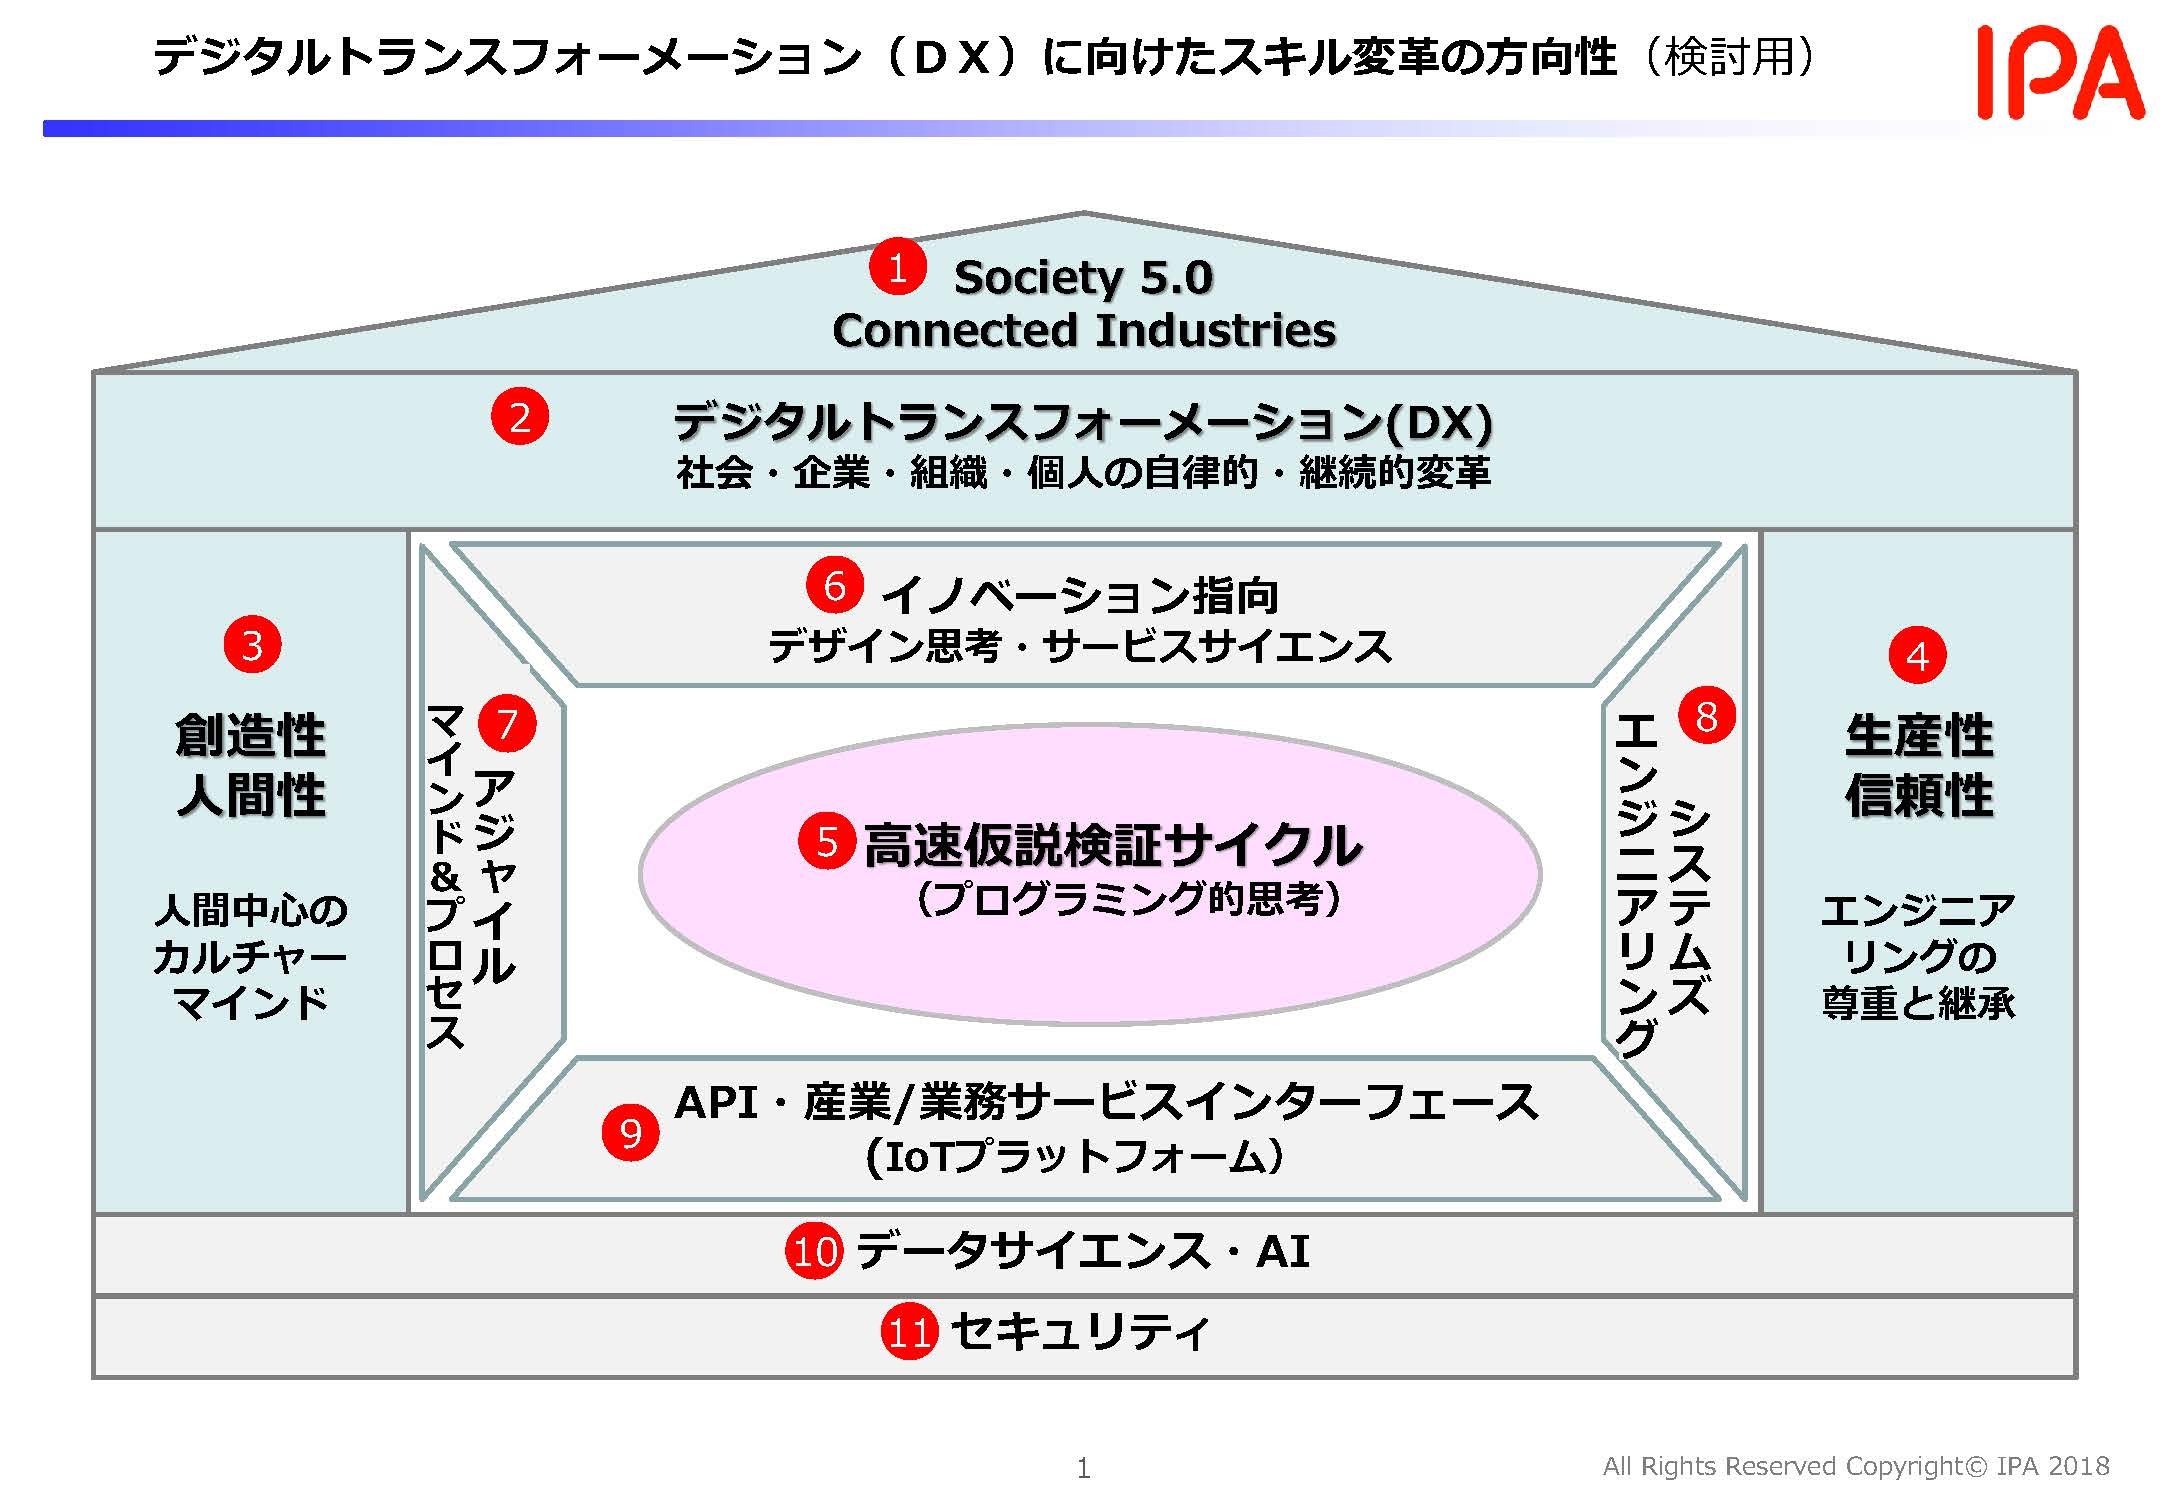 デジタルトランスフォーメーション（ＤＸ）に向けたスキル変革の方向性（検討用）
IPA
1
Society 5.0
Connected Industries
2
デジタルトランスフォーメーション(DX)
社会・企業・組織・個人の自律的・継続的変革
3
創造性
人間性
人間中心の
カルチャー
マインド
4
生産性
信頼性
エンジニア
リングの
尊重と継承
5
高速仮説検証サイクル
（プログラミング的思考）
6
イノベーション指向
デザイン思考・サービスサイエンス
7
アジャイル
マインド&プロセス
8
システムズ
エンジニアリング
9
API・産業/業務サービスインターフェース
(IoTプラットフォーム）
10
データサイエンス・AI
11
セキュリティ
1
All Rights Reserved Copyright© IPA 2018